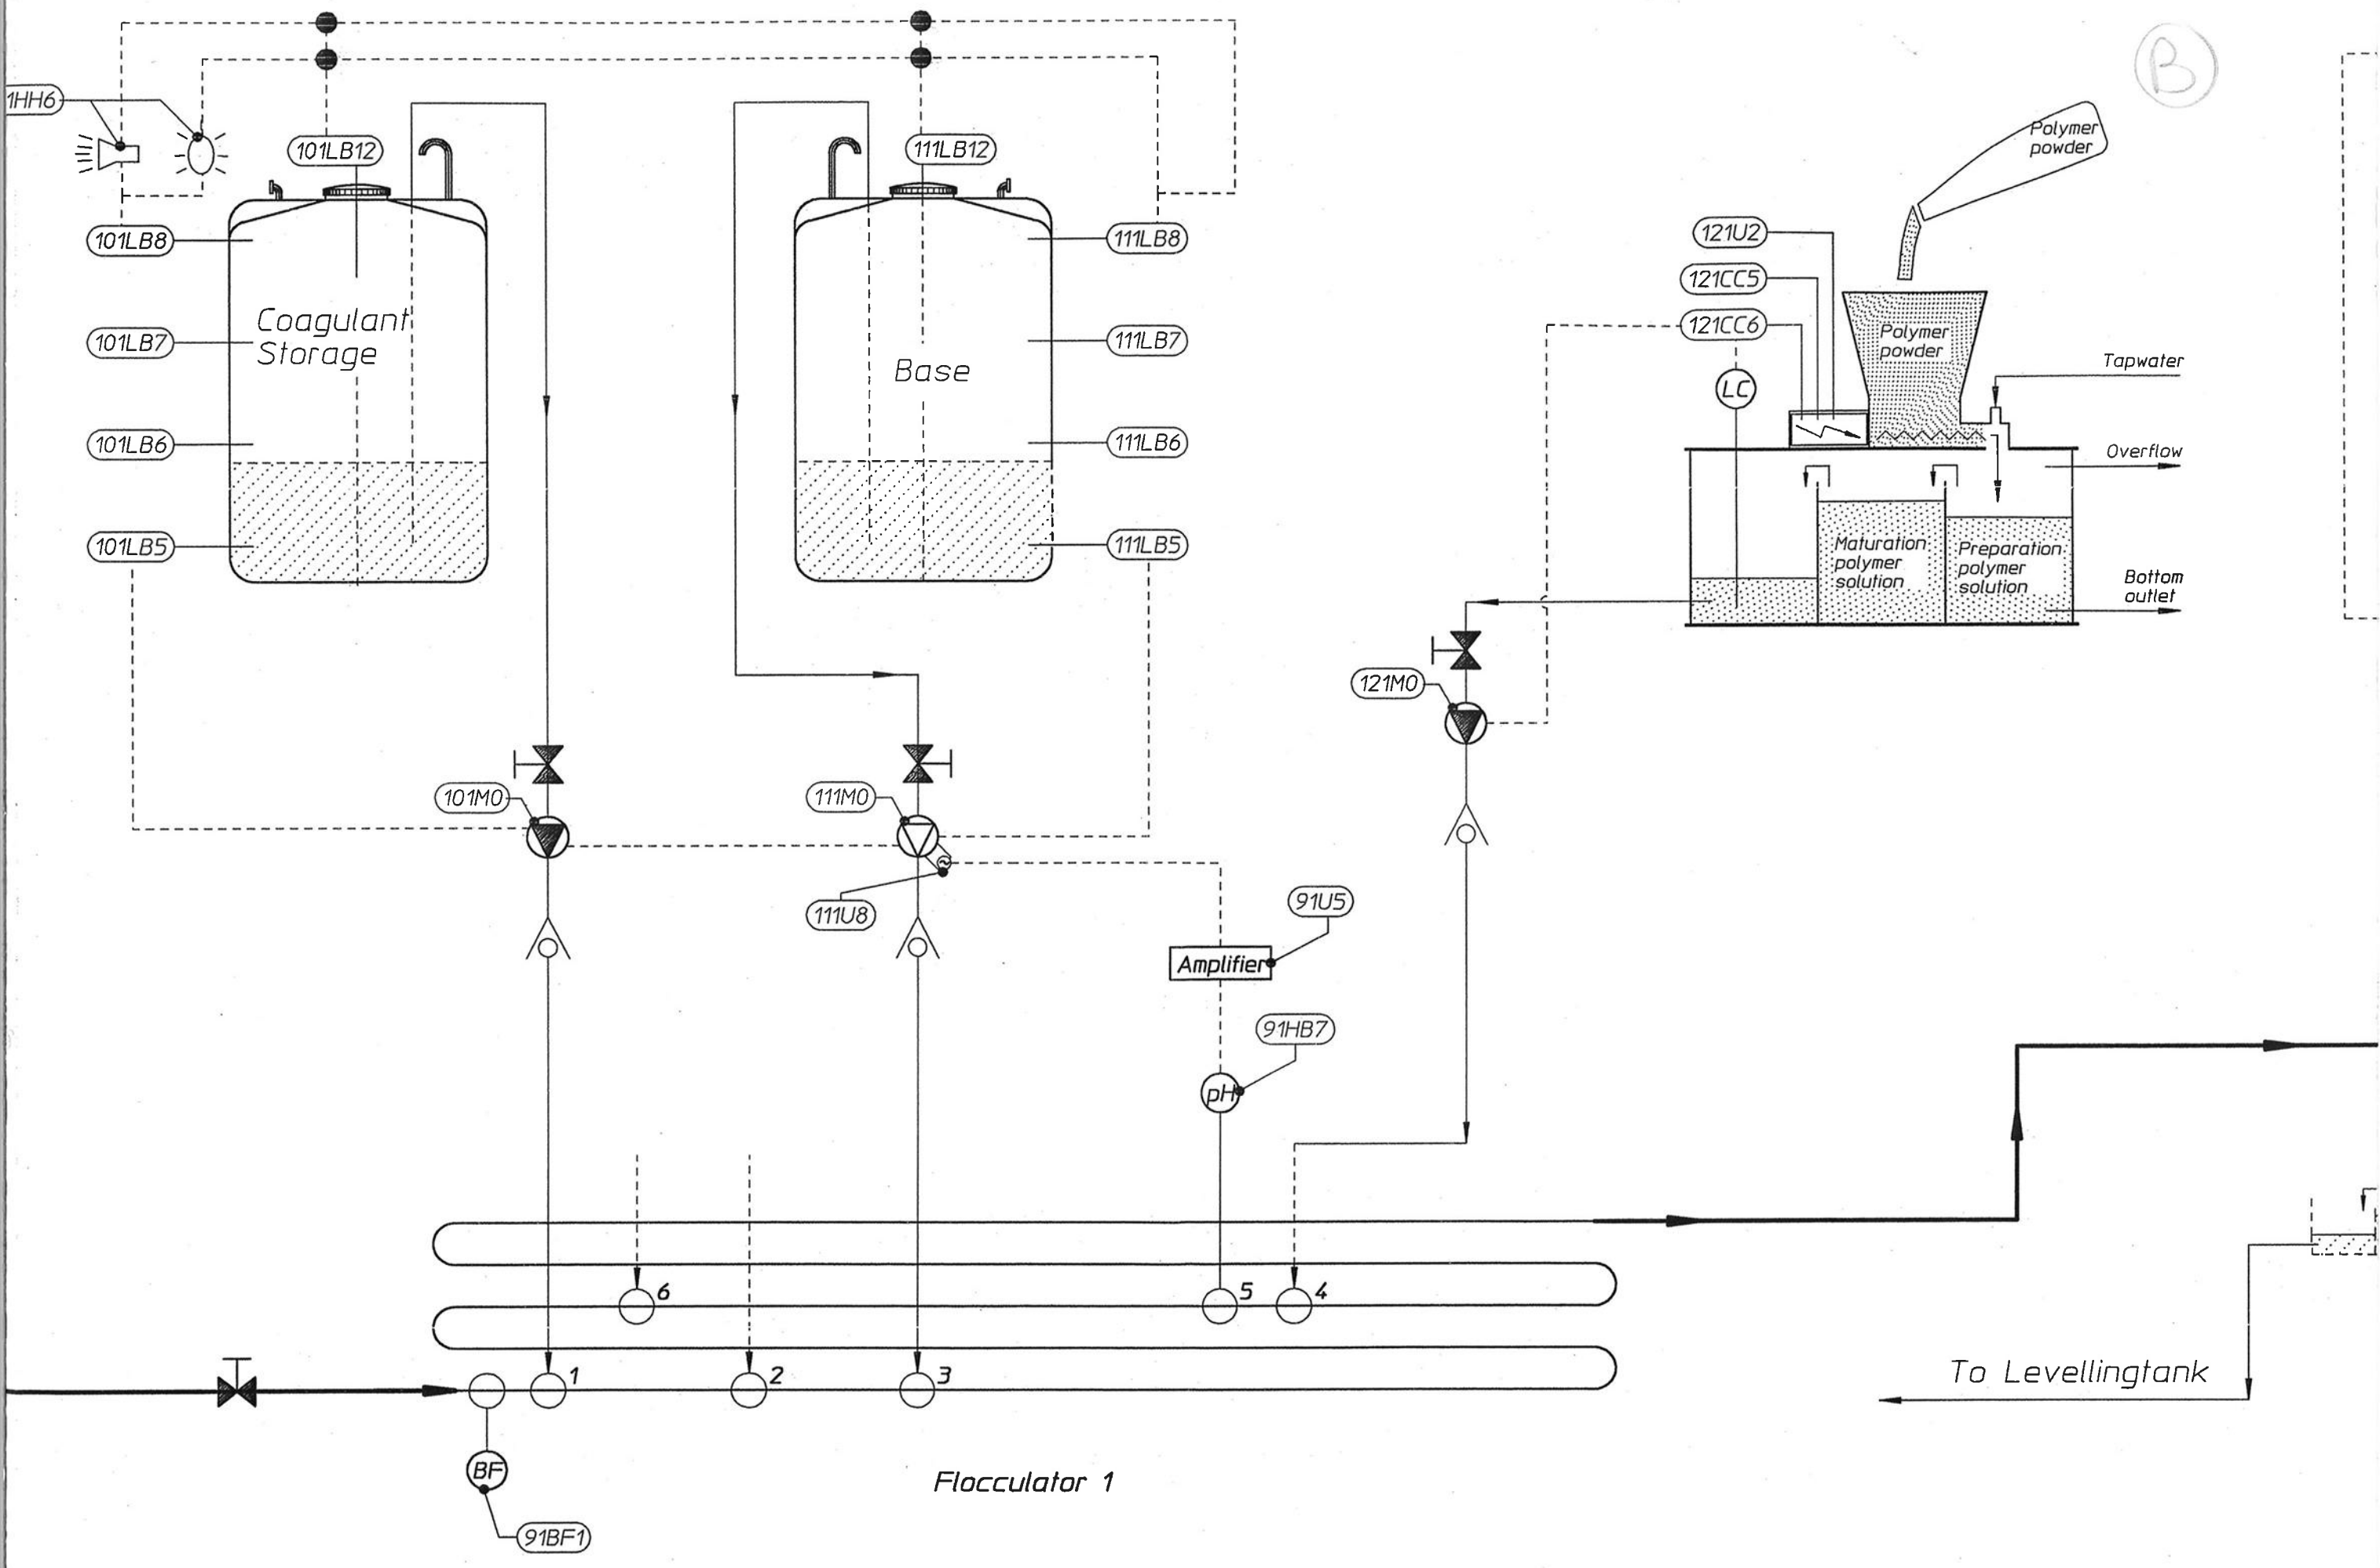 B
1HH6
101LB12
111LB12
Polymer
powder
101LB8
111LB8
121U2
121CC5
121CC6
Coagulant
Storage
101LB7
111LB7
Polymer
powder
Base
LC
Tapwater
101LB6
111LB6
Overflow
101LB5
111LB5
Maturation
polymer
solution
Preparation
polymer
solution
Bottom
outlet
121M0
101M0
111M0
111U8
91U5
Amplifier
91HB7
pH
6
5
4
1
2
3
To Levellingtank
BF
Flocculator 1
91BF1